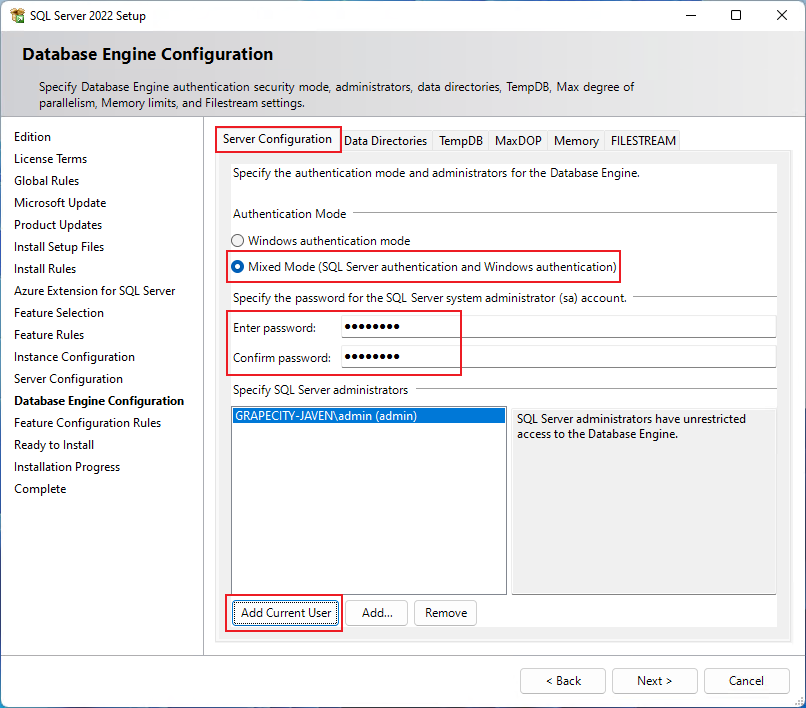 SQL Server 2022 Setup
Database Engine Configuration
Specify Database Engine authentication security mode, administrators, data directories, TempDB, Max degree of
parallelism, Memory limits, and Filestream settings.
Edition
License Terms
Global Rules
Microsoft Update
Product Updates
Install Setup Files
Install Rules
Azure Extension for SQL Server
Feature Selection
Feature Rules
Instance Configuration
Server Configuration
Database Engine Configuration
Feature Configuration Rules
Ready to Install
Installation Progress
Complete
Server Configuration Data Directories TempDB MaxDOP Memory FILESTREAM
Specify the authentication mode and administrators for the Database Engine.
Authentication Mode
Windows authentication mode
Mixed Mode (SQL Server authentication and Windows authentication)
Specify the password for the SQL Server system administrator (sa) account.
Enter password: ●●●●●●●●
Confirm password: ●●●●●●●●
Specify SQL Server administrators
GRAPECITY-JAVEN\admin (admin)
SQL Server administrators have unrestricted
access to the Database Engine.
Add Current User Add... Remove
< Back Next > Cancel